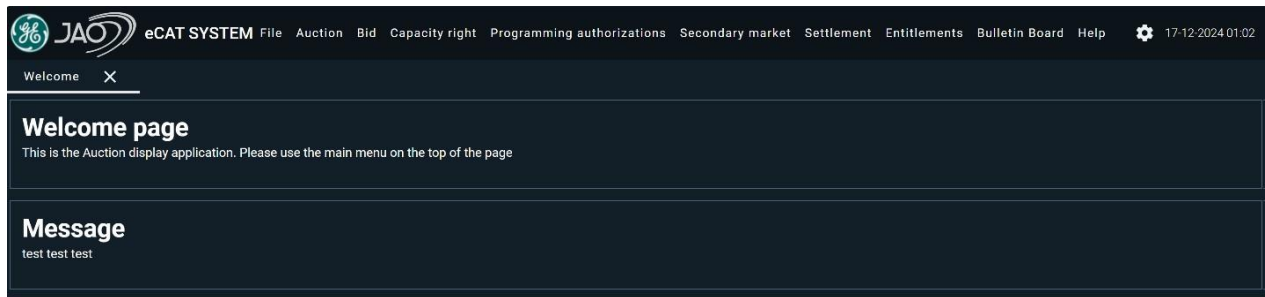 GE JAO eCAT SYSTEM File Auction Bid Capacity right Programming authorizations Secondary market Settlement Entitlements Bulletin Board Help 17-12-2024 01:02
Welcome
Welcome page
This is the Auction display application. Please use the main menu on the top of the page
Message
test test test